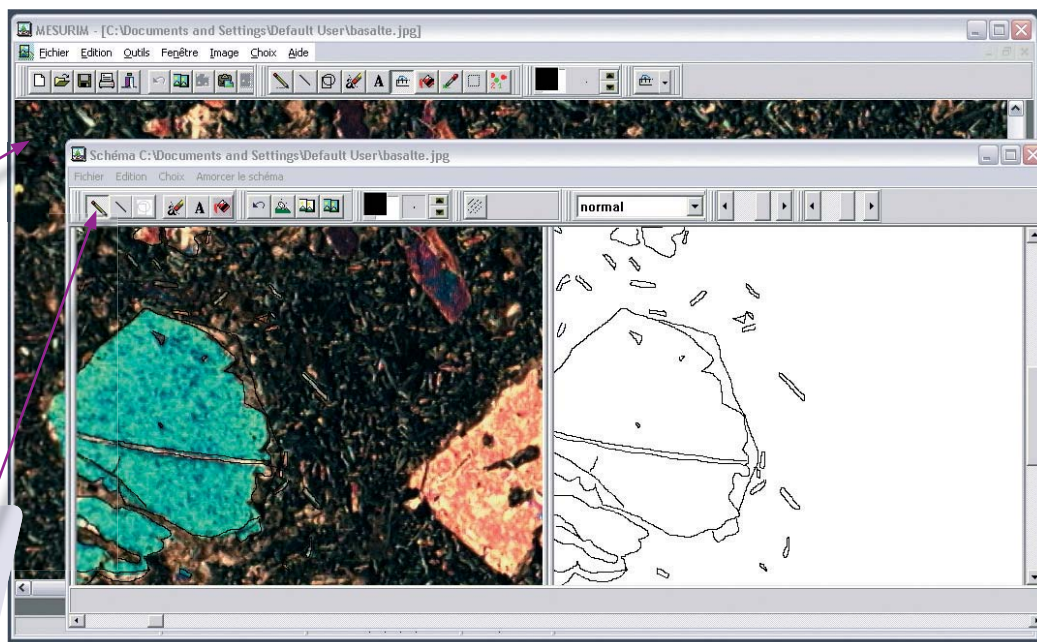 MESURIM - [C:\Documents and Settings\Default User\basalte.jpg]
Fichier Edition Outils Fenêtre Image Choix Aide
A
Schéma C:\Documents and Settings\Default User\basalte.jpg
Fichier Edition Choix Amorcer le schéma
A
normal